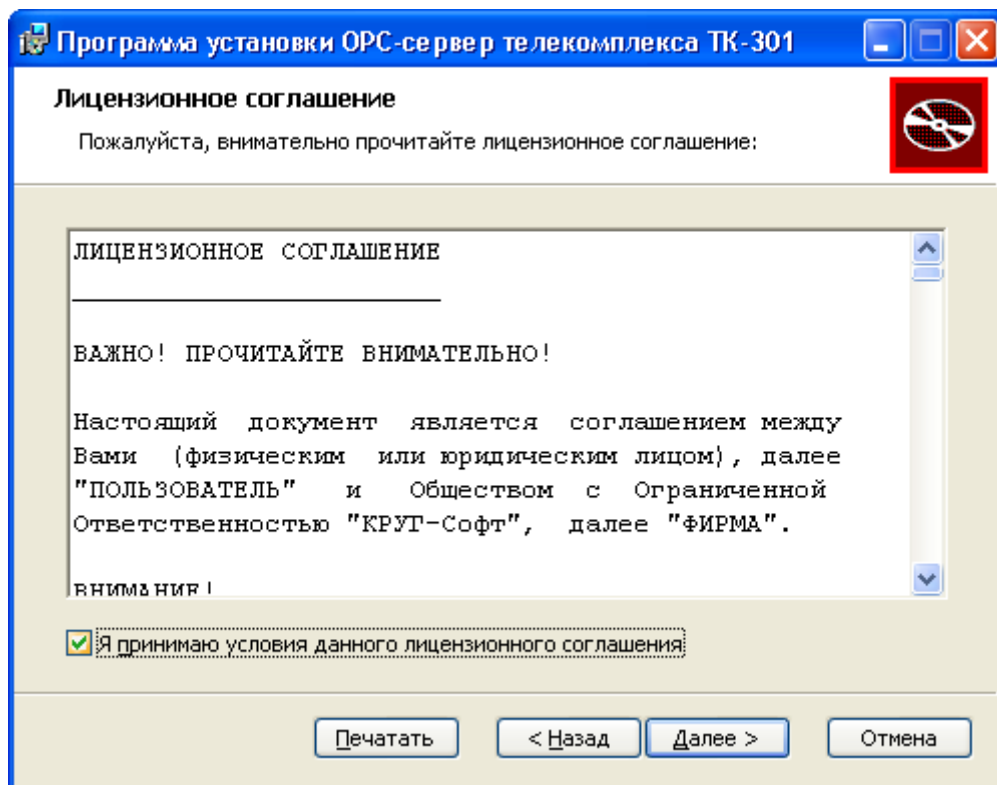 Программа установки OPC-сервер телекомплекса ТК-301
Лицензионное соглашение
Пожалуйста, внимательно прочитайте лицензионное соглашение:
ЛИЦЕНЗИОННОЕ СОГЛАШЕНИЕ
ВАЖНО! ПРОЧИТАЙТЕ ВНИМАТЕЛЬНО!
Настоящий документ является соглашением между
Вами (физическим или юридическим лицом), далее
"ПОЛЬЗОВАТЕЛЬ" и Обществом с Ограниченной
Ответственностью "КРУГ-Софт", далее "ФИРМА".
ВНИМАНИЕ!
Я принимаю условия данного лицензионного соглашения
Печатать < Назад Далее > Отмена